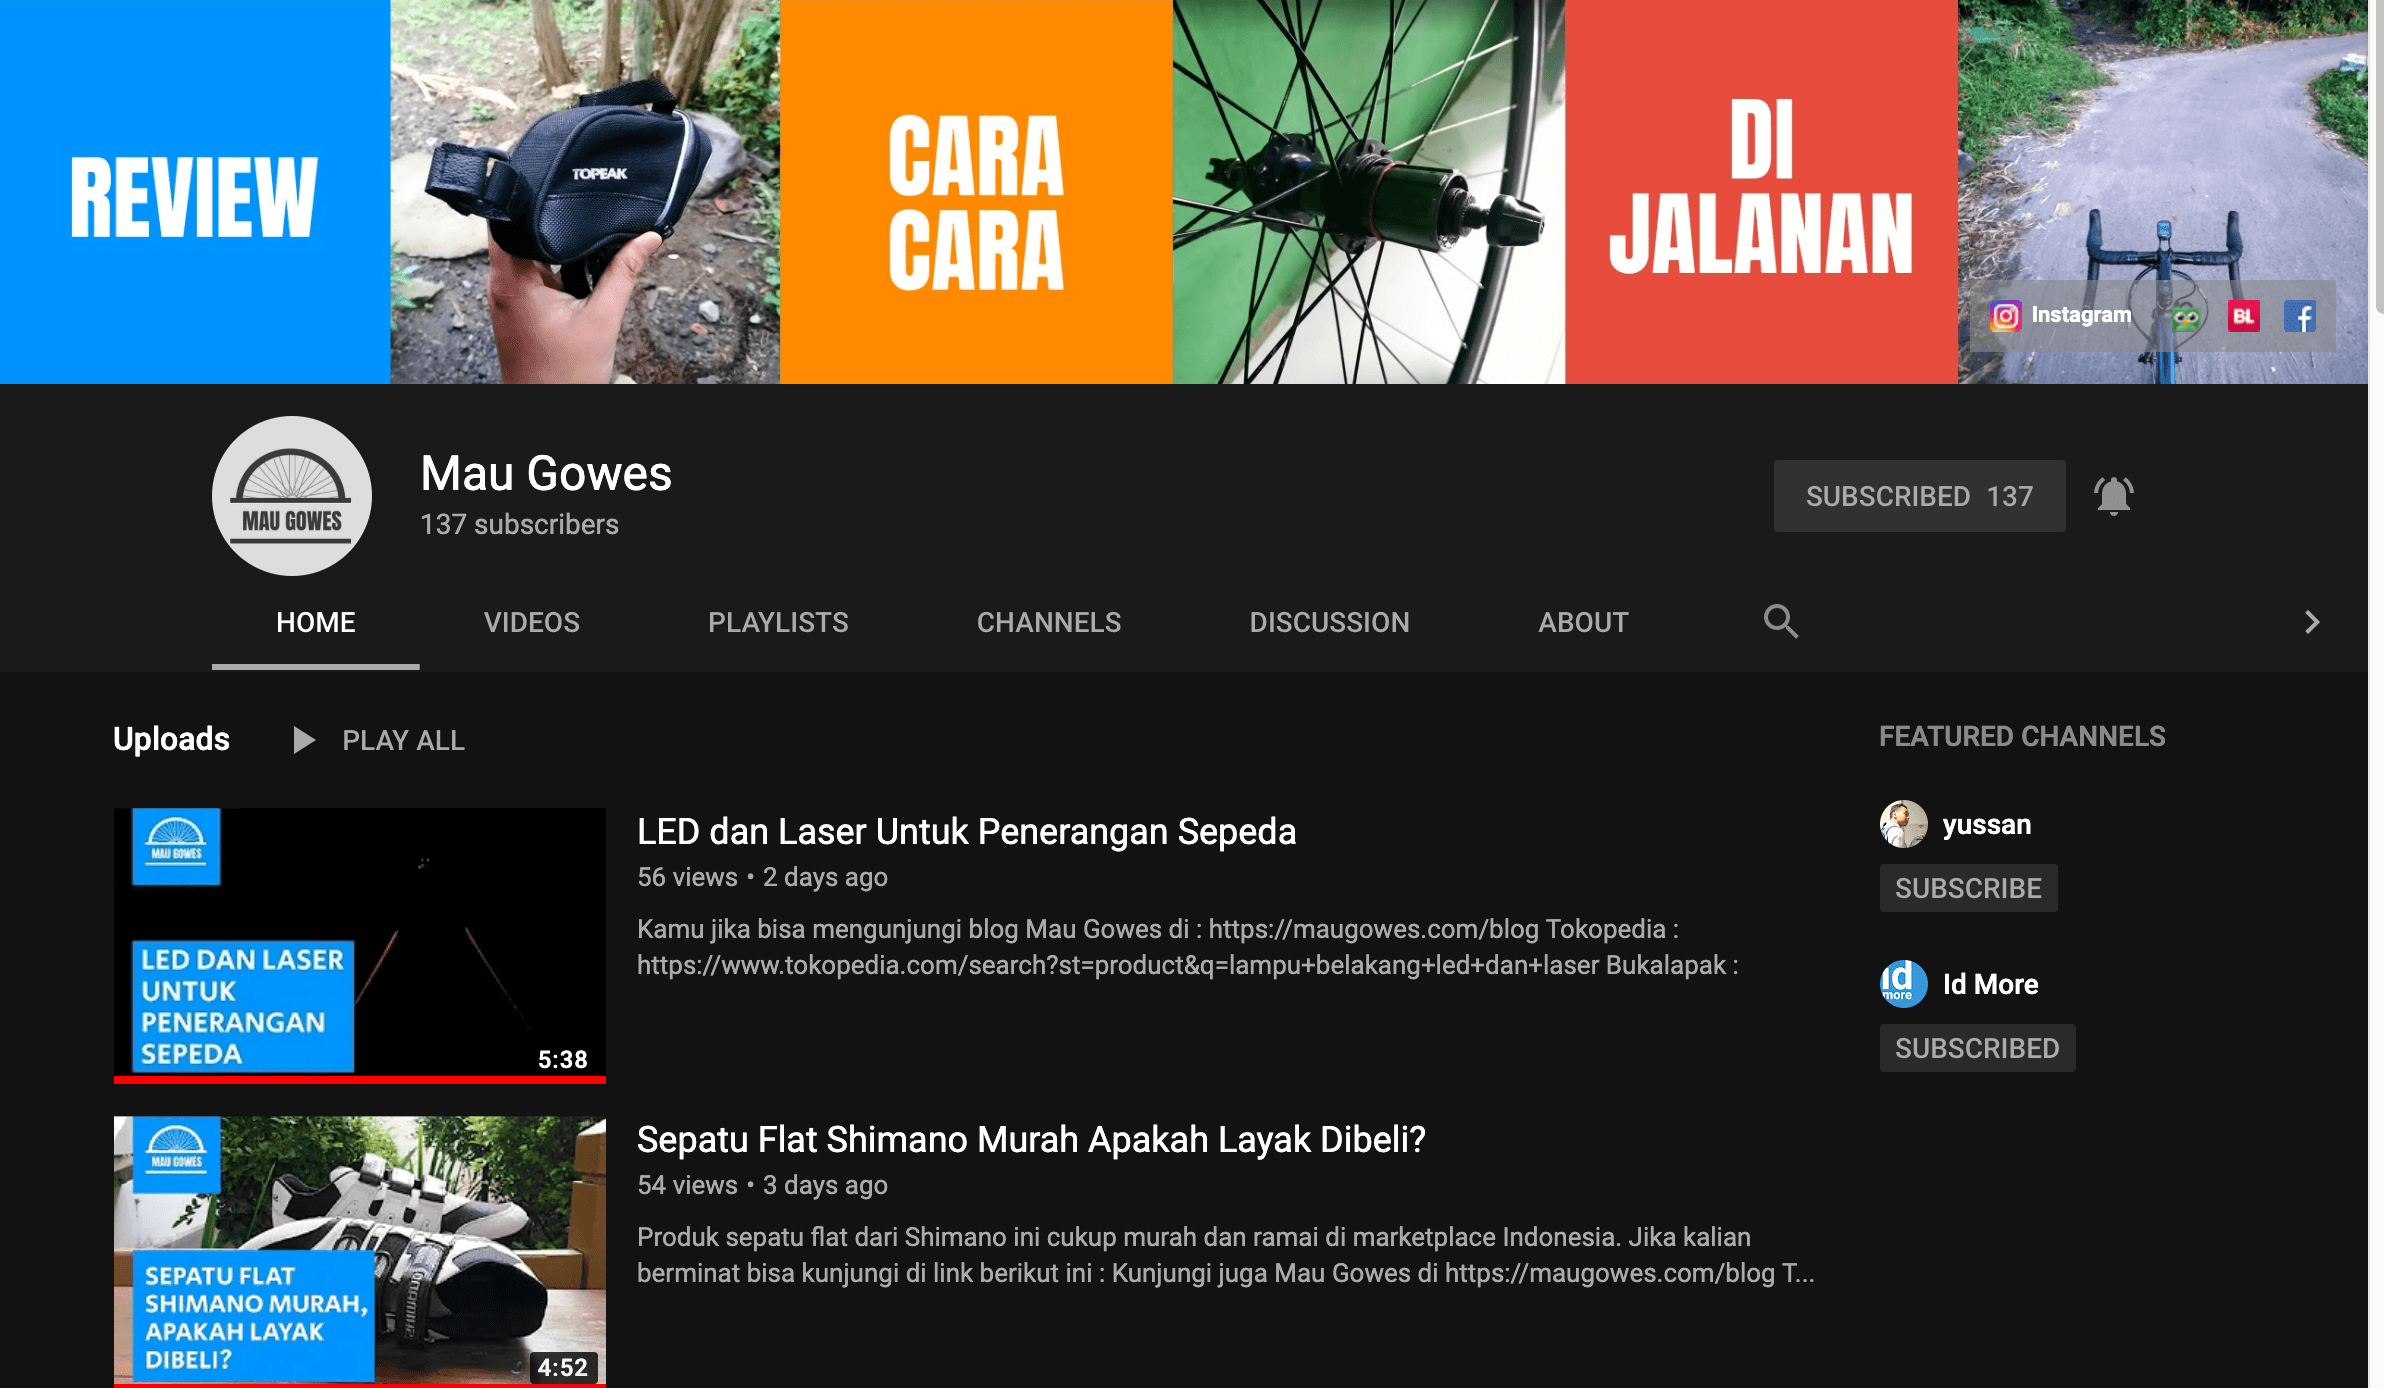 REVIEW
TOPEAK
CARA
CARA
DI
JALANAN
Instagram
BL
MAU GOWES
Mau Gowes
137 subscribers
SUBSCRIBED 137
HOME VIDEOS PLAYLISTS CHANNELS DISCUSSION ABOUT
Uploads PLAY ALL
MAU GOWES
LED DAN LASER
UNTUK
PENERANGAN
SEPEDA
5:38
LED dan Laser Untuk Penerangan Sepeda
56 views • 2 days ago
Kamu jika bisa mengunjungi blog Mau Gowes di : https://maugowes.com/blog Tokopedia :
https://www.tokopedia.com/search?st=product&q=lampu+belakang+led+dan+laser Bukalapak :
MAU GOWES
SHIMANO
SEPATU FLAT
SHIMANO MURAH,
APAKAH LAYAK
DIBELI?
4:52
Sepatu Flat Shimano Murah Apakah Layak Dibeli?
54 views • 3 days ago
Produk sepatu flat dari Shimano ini cukup murah dan ramai di marketplace Indonesia. Jika kalian
berminat bisa kunjungi di link berikut ini : Kunjungi juga Mau Gowes di https://maugowes.com/blog T...
FEATURED CHANNELS
yussan
SUBSCRIBE
Id more
Id More
SUBSCRIBED